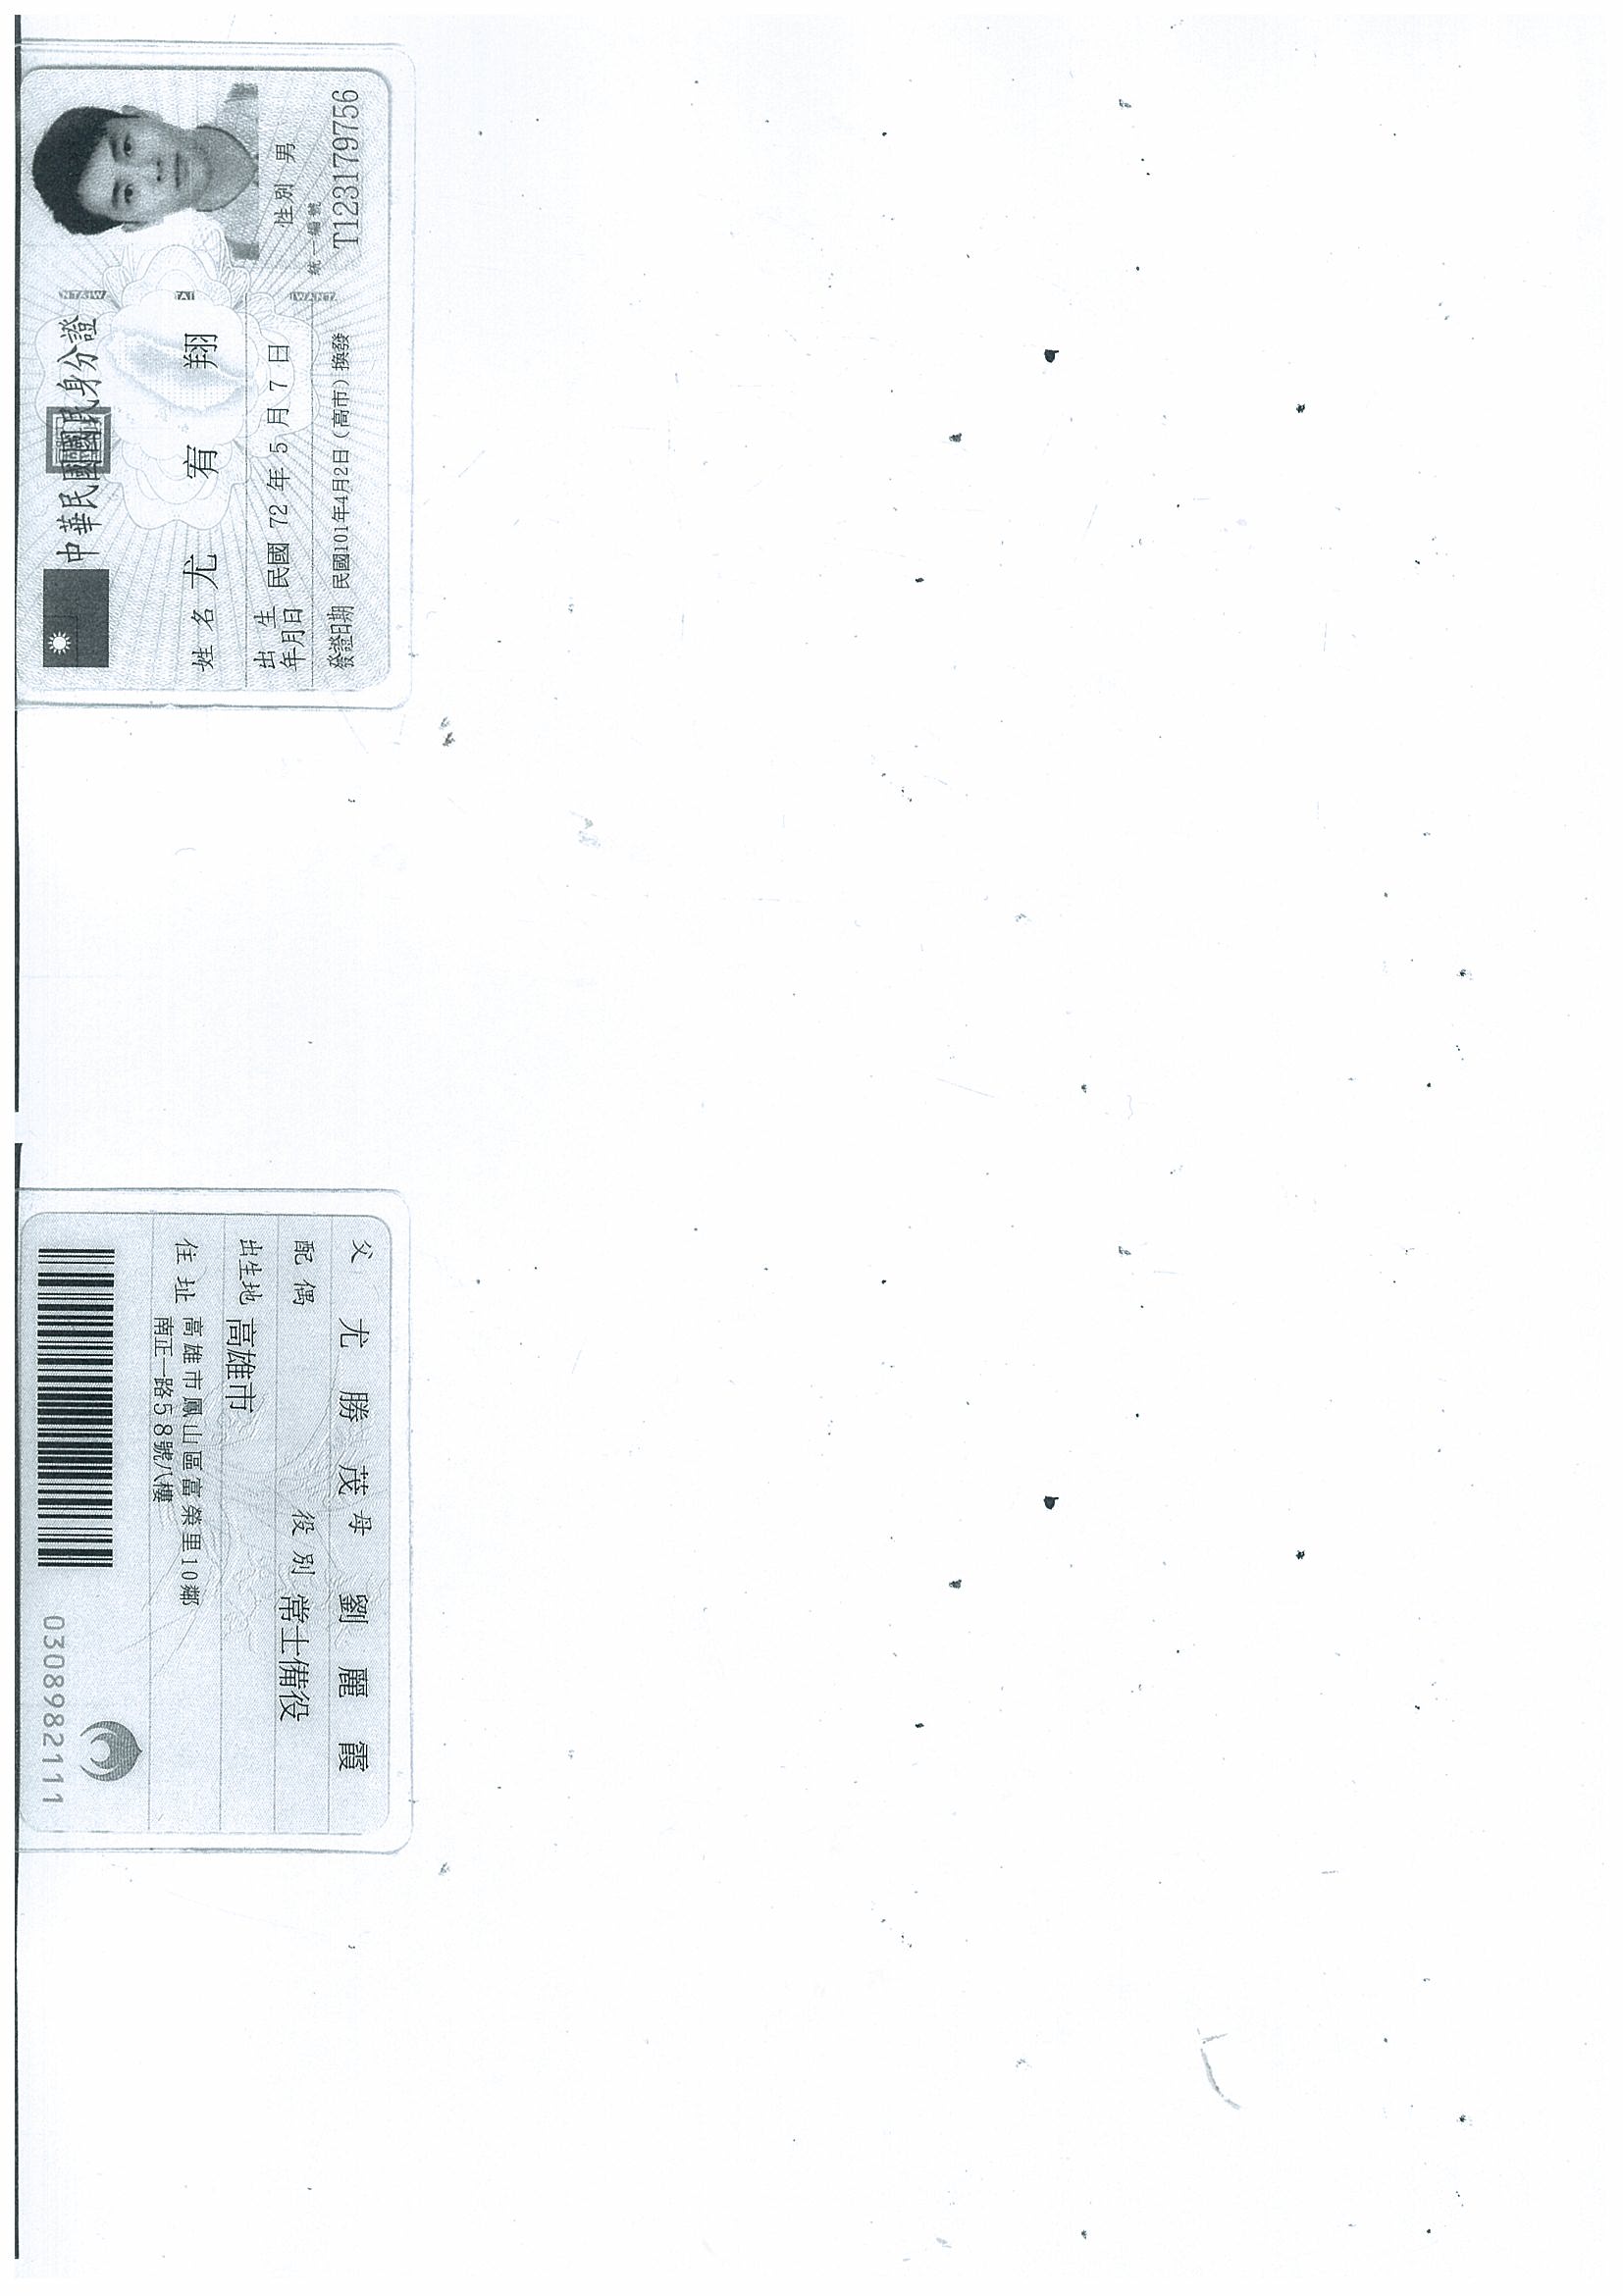 中華民國國民身分證
姓名 尤宥翔
出生年月日 民國72年5月7日
性別 男
發證日期 民國101年4月2日(高市)換發
統一編號
T123179756
父 尤勝茂 母 劉麗霞
配偶 役別 常士備役
出生地 高雄市
住址 高雄市鳳山區富榮里10鄰
南正一路58號八樓
0308982111